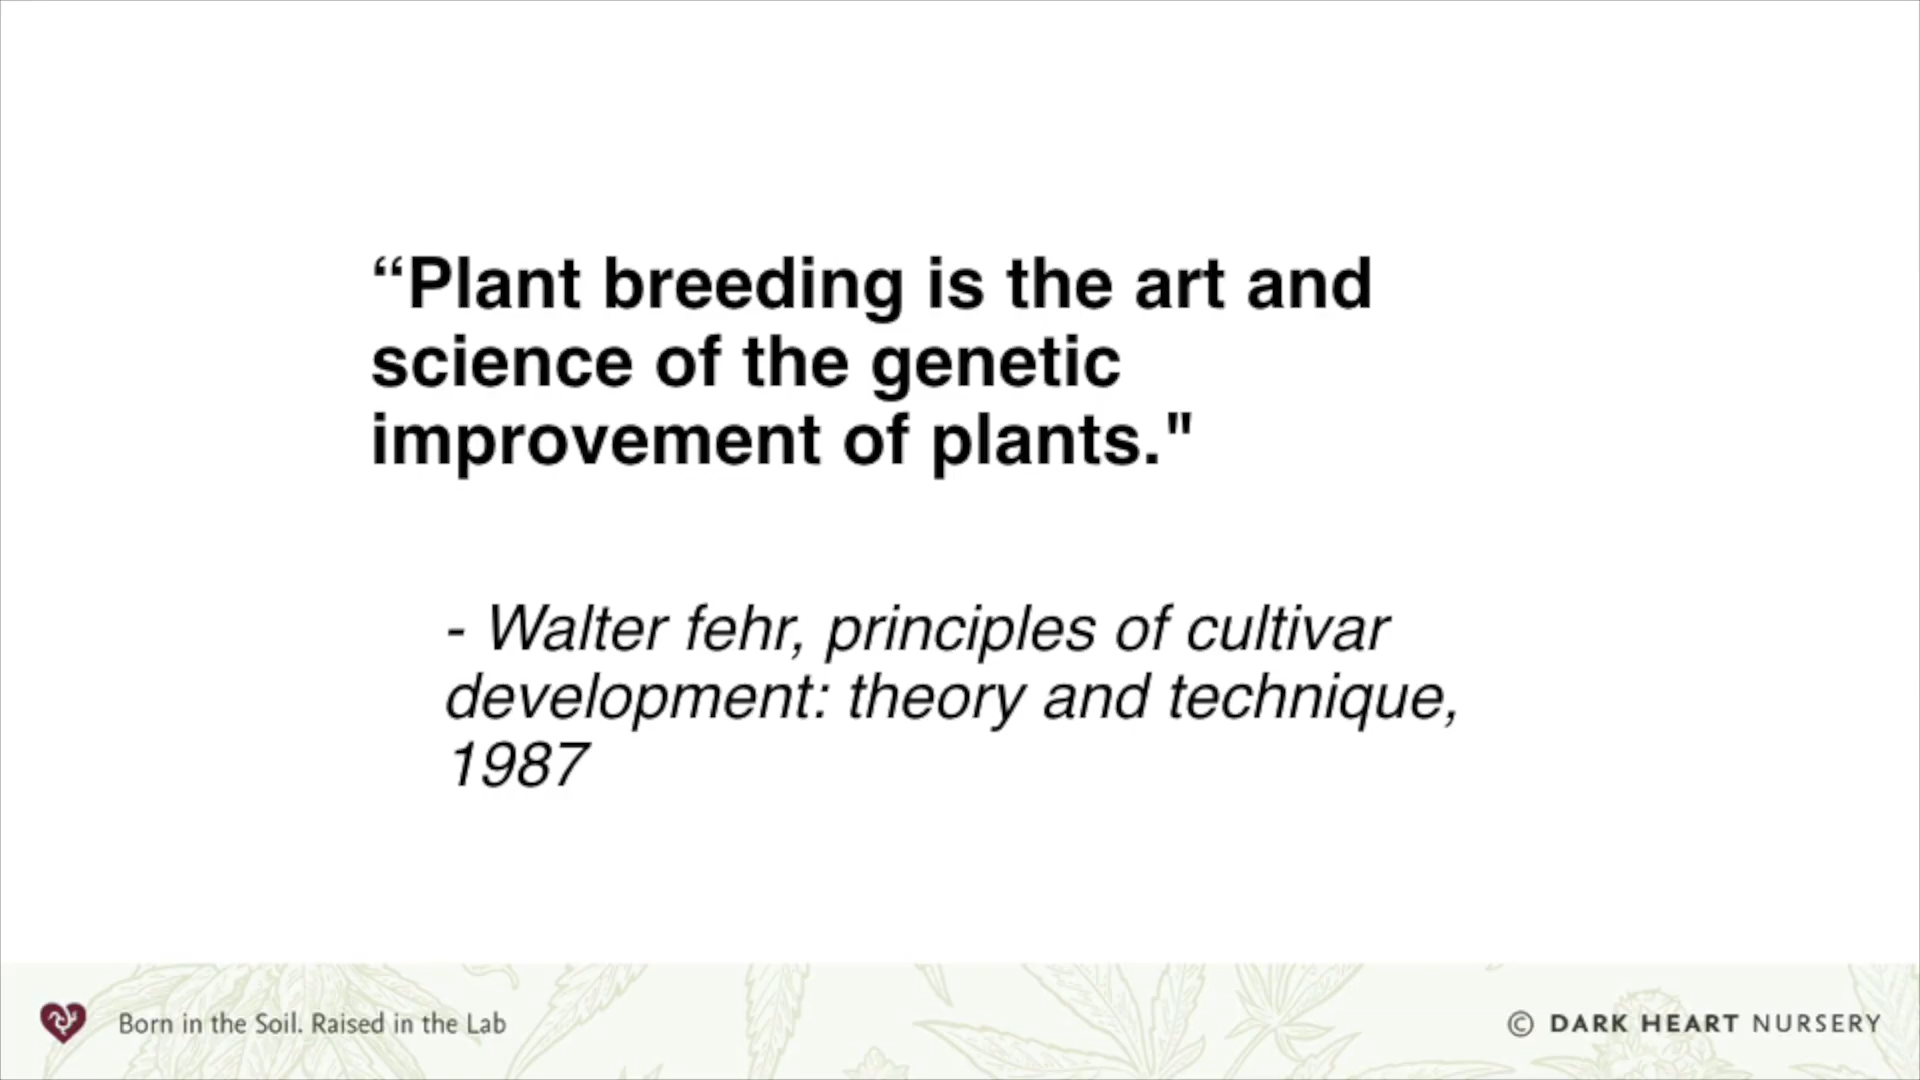 “Plant breeding is the art and
science of the genetic
improvement of plants."
- Walter fehr, principles of cultivar
development: theory and technique,
1987
Born in the Soil. Raised in the Lab
© DARK HEART NURSERY